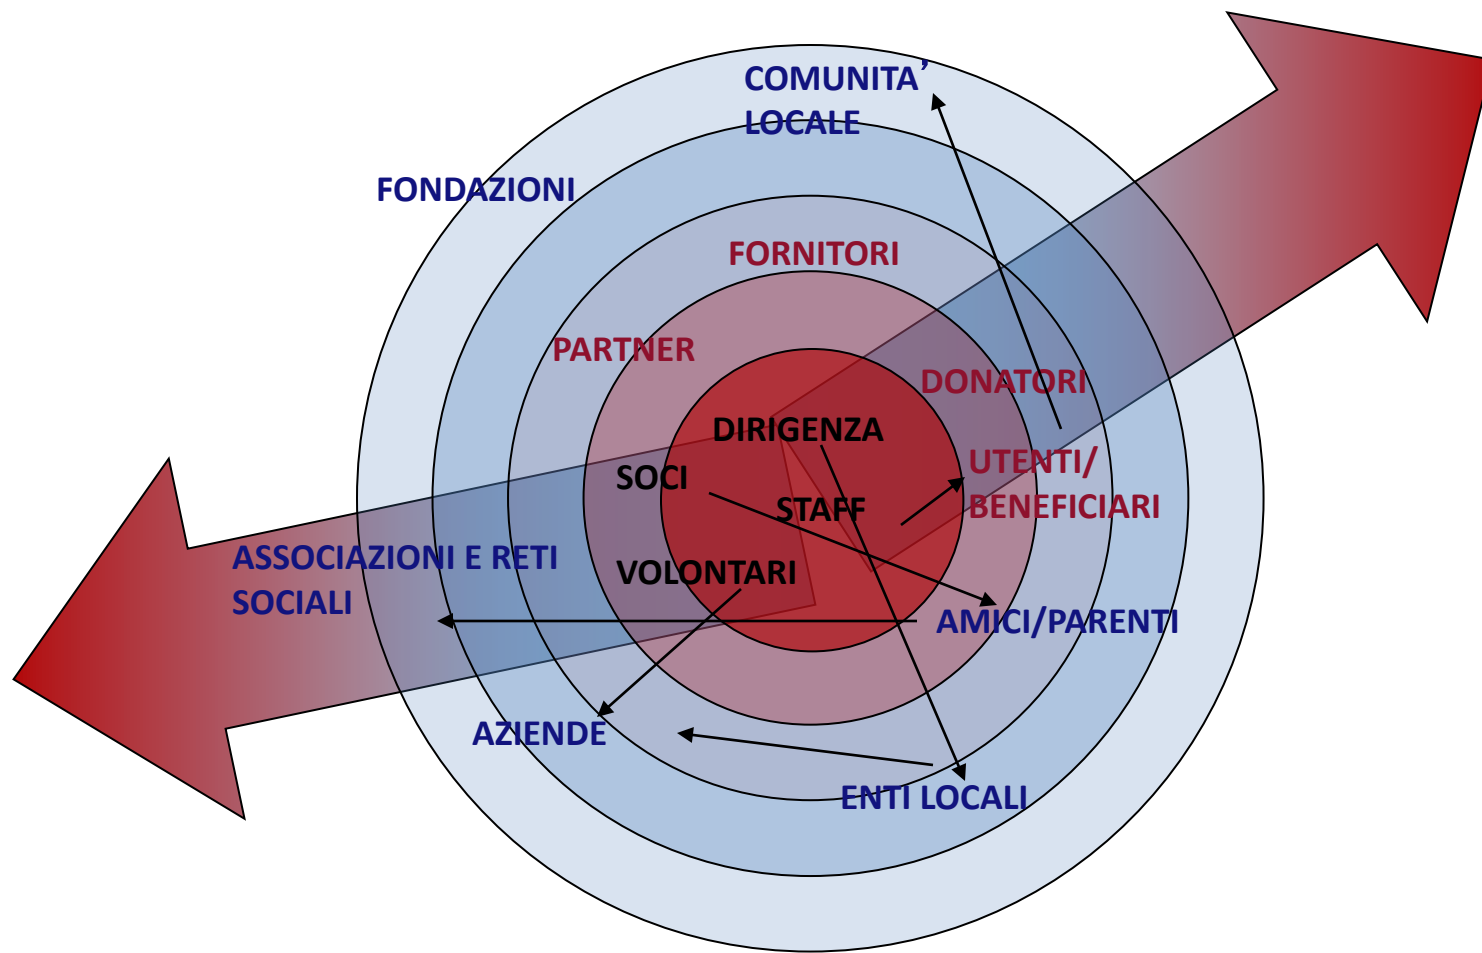 COMUNITA’
LOCALE
FONDAZIONI
FORNITORI
PARTNER
DONATORI
DIRIGENZA
SOCI
UTENTI/
BENEFICIARI
STAFF
ASSOCIAZIONI E RETI
SOCIALI
VOLONTARI
AMICI/PARENTI
AZIENDE
ENTI LOCALI